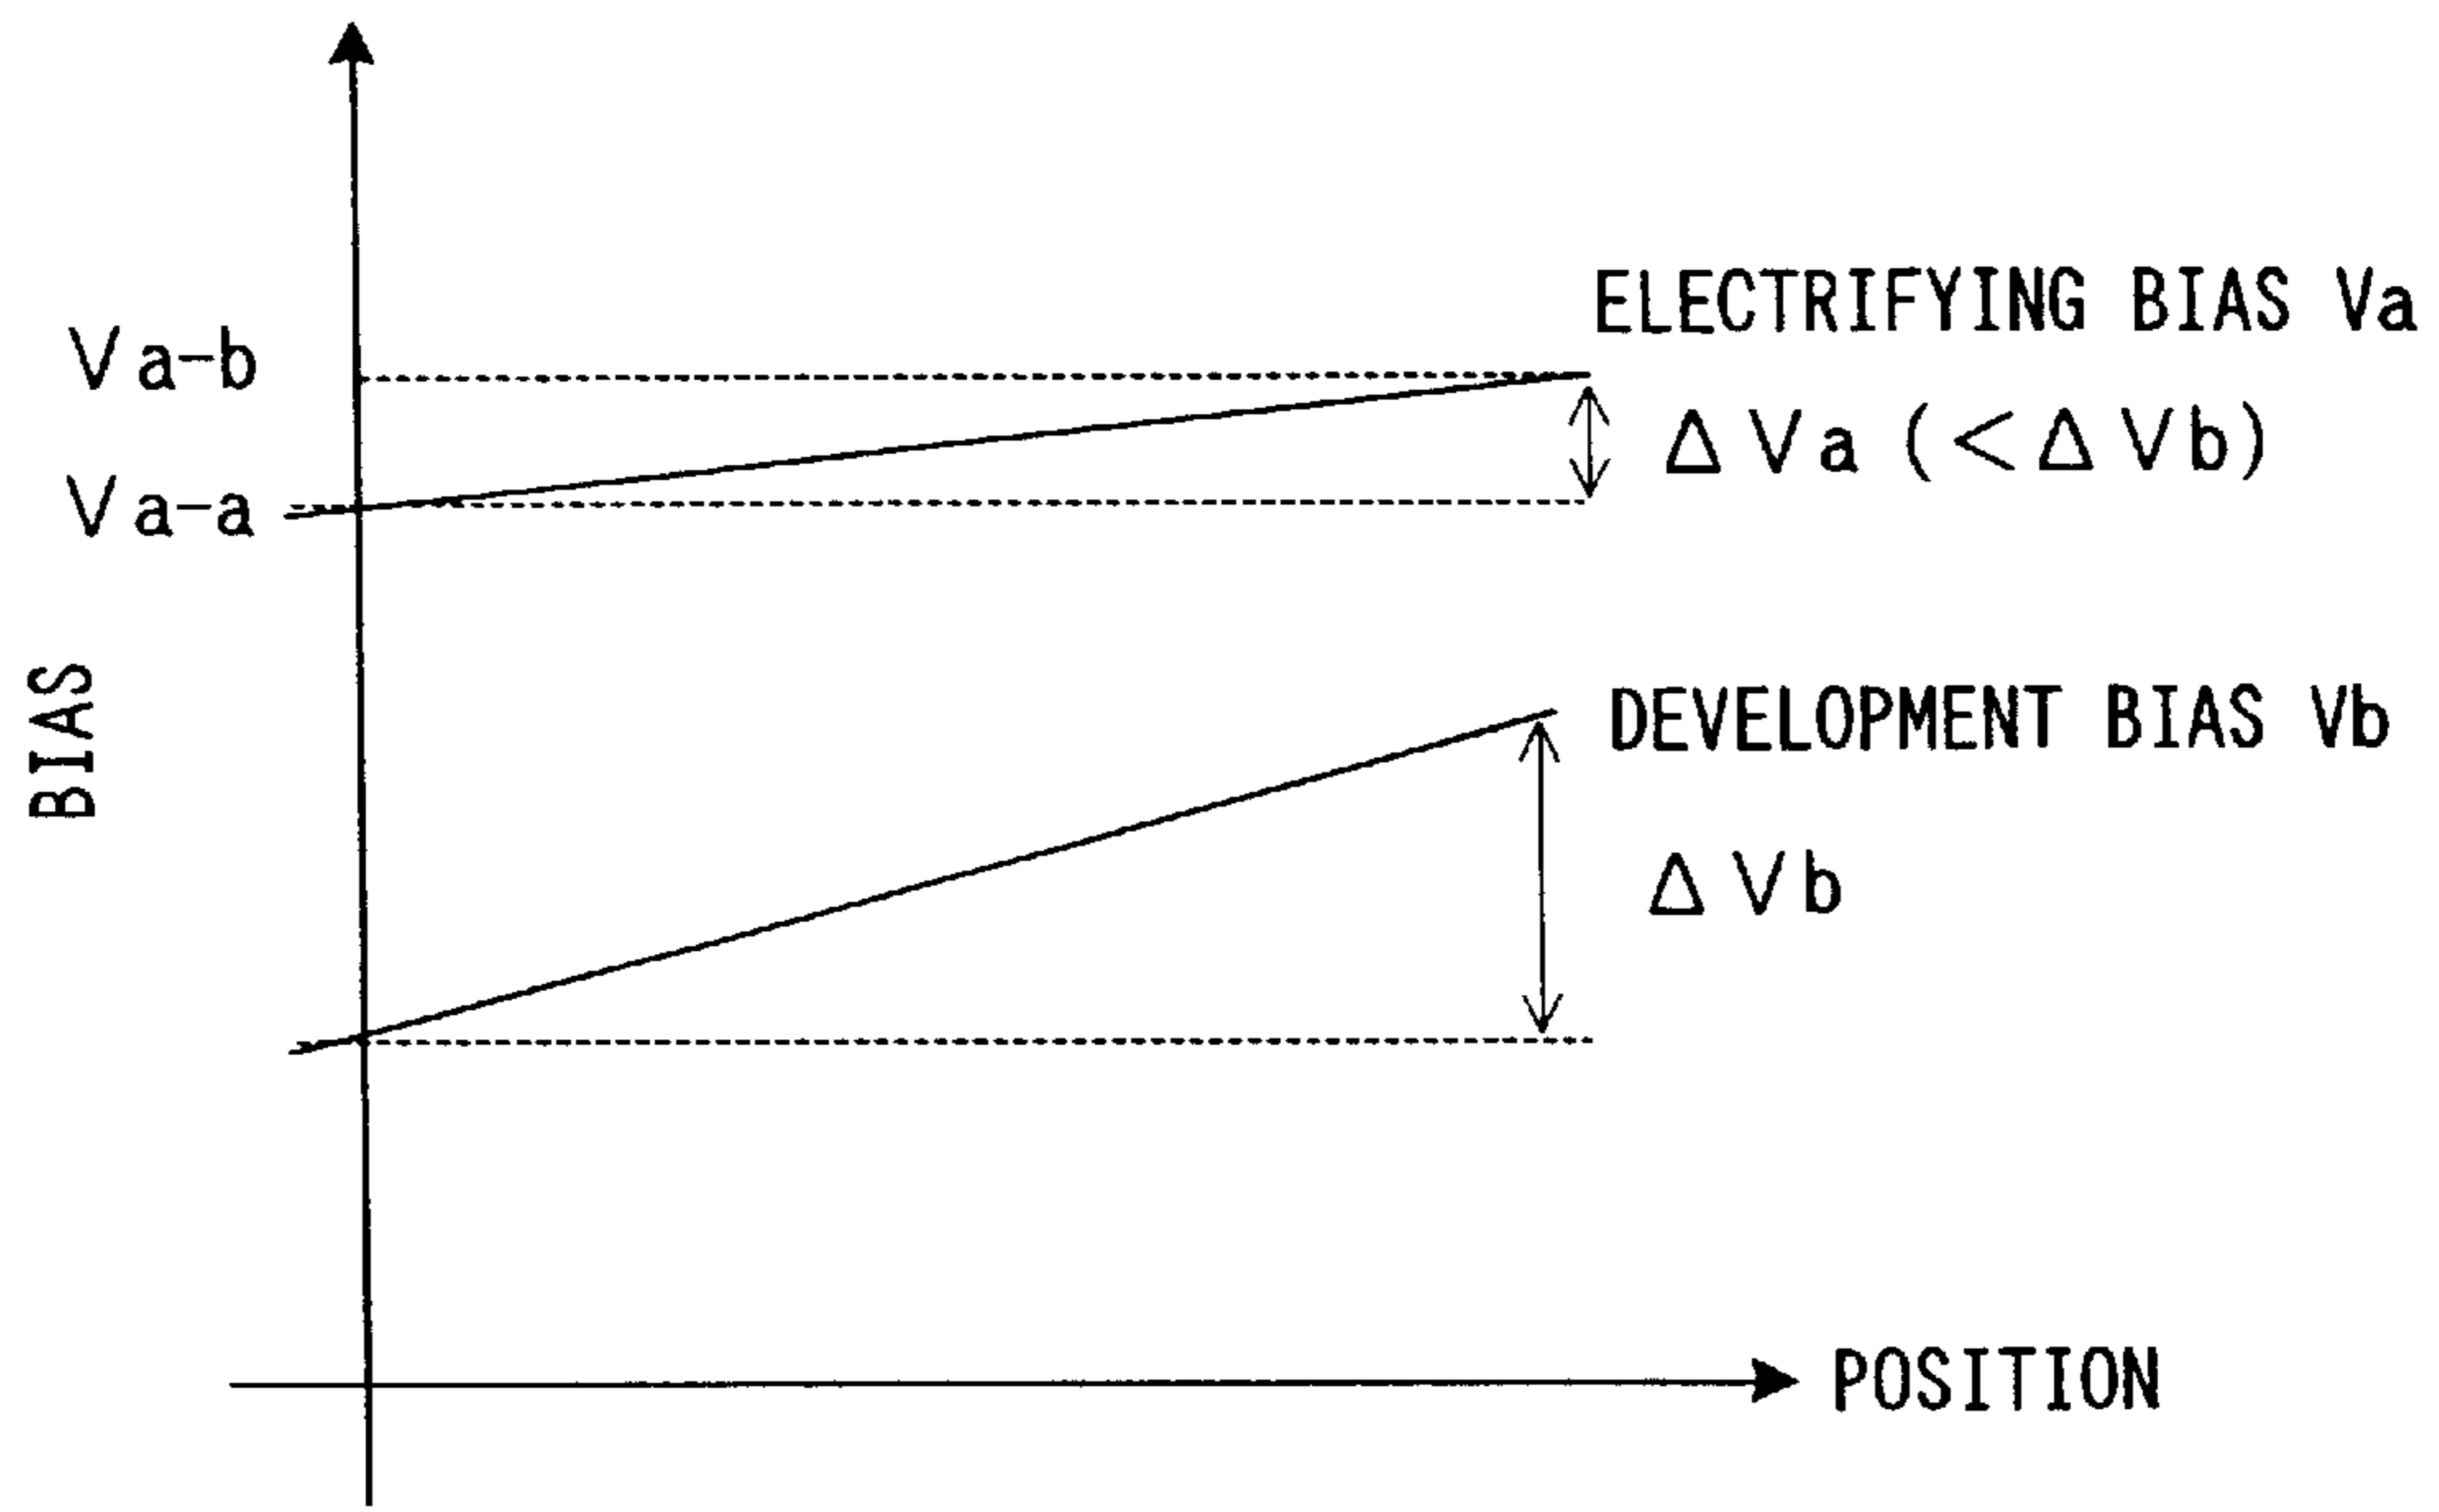 ELECTRIFYING BIAS Va
Va-b
ΔVa (<ΔVb)
Va-a
BIAS
DEVELOPMENT BIAS Vb
ΔVb
POSITION